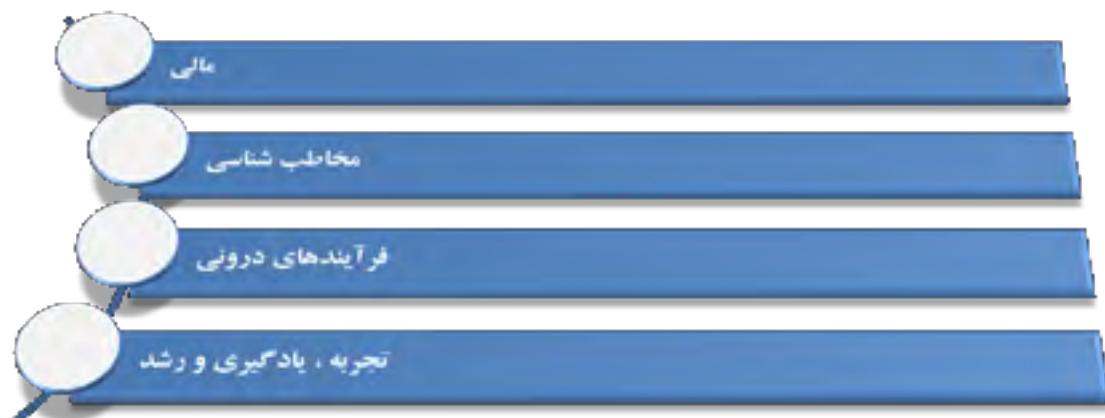 مالی
مخاطب شناسی
فرآیندهای درونی
تجربه ، یادگیری و رشد